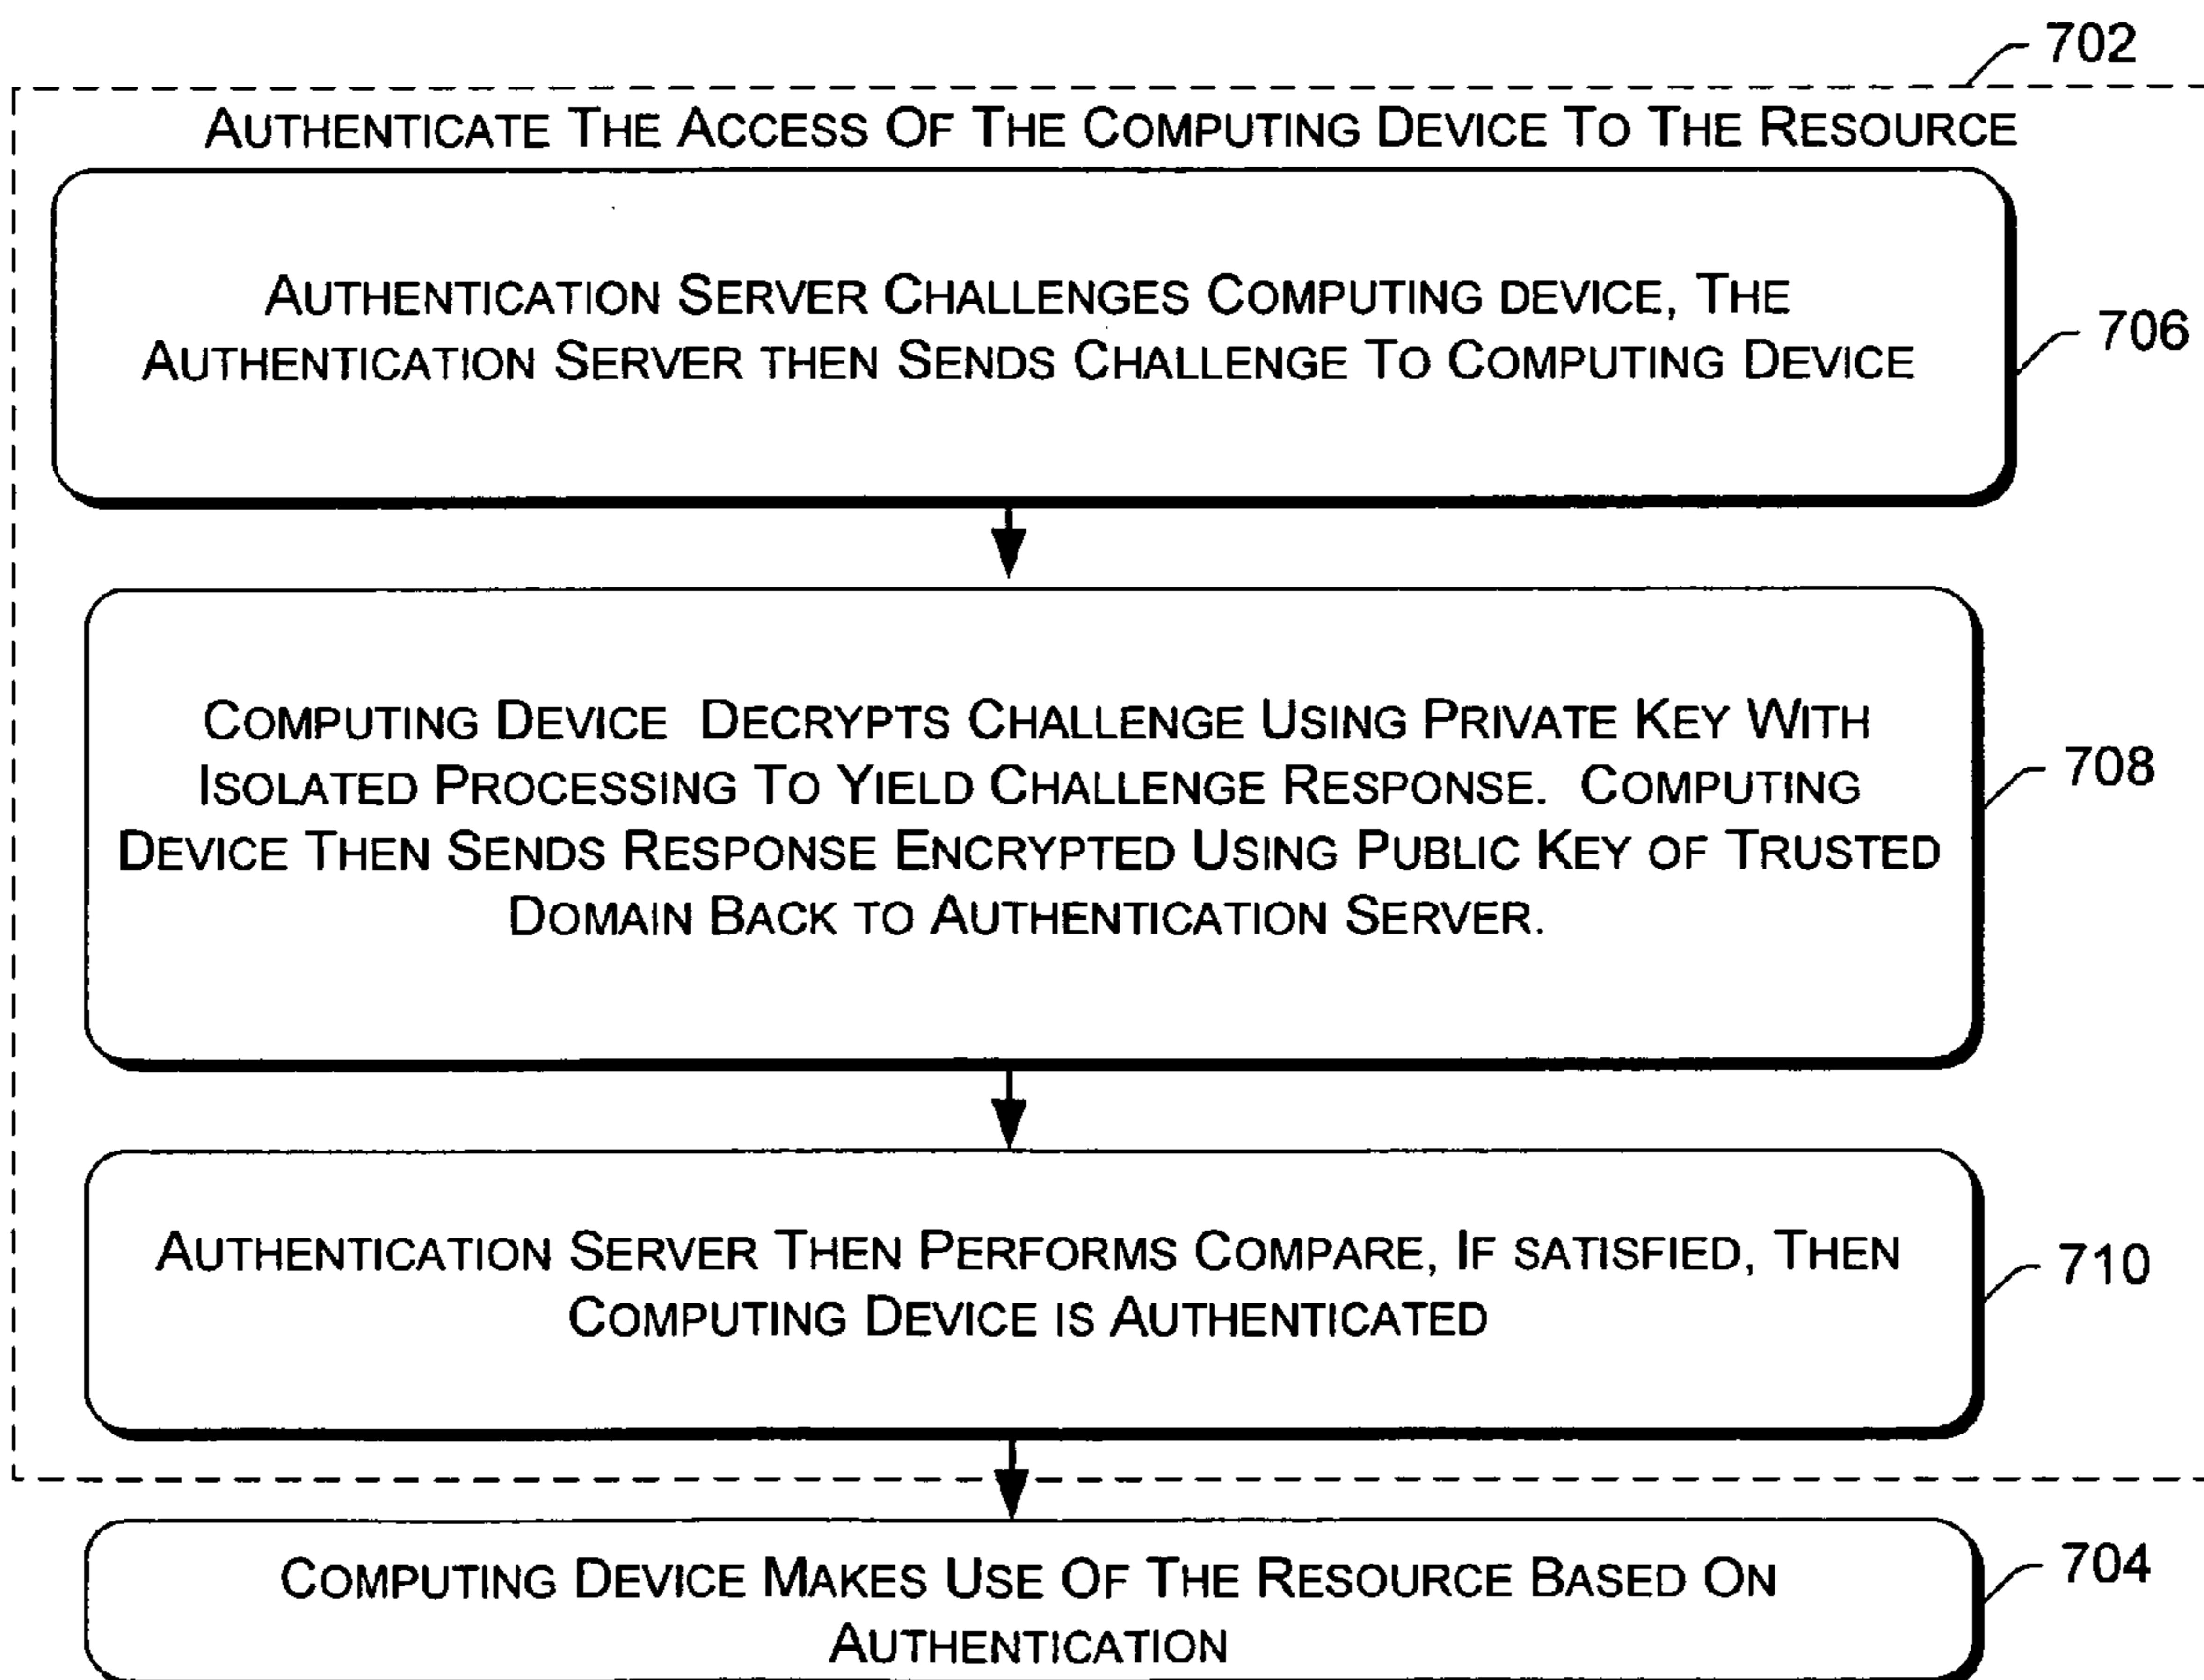 702
AUTHENTICATE THE ACCESS OF THE COMPUTING DEVICE TO THE RESOURCE
AUTHENTICATION SERVER CHALLENGES COMPUTING DEVICE, THE
AUTHENTICATION SERVER THEN SENDS CHALLENGE TO COMPUTING DEVICE
706
COMPUTING DEVICE DECRYPTS CHALLENGE USING PRIVATE KEY WITH
ISOLATED PROCESSING TO YIELD CHALLENGE RESPONSE. COMPUTING
DEVICE THEN SENDS RESPONSE ENCRYPTED USING PUBLIC KEY OF TRUSTED
DOMAIN BACK TO AUTHENTICATION SERVER.
708
AUTHENTICATION SERVER THEN PERFORMS COMPARE, IF SATISFIED, THEN
COMPUTING DEVICE IS AUTHENTICATED
710
COMPUTING DEVICE MAKES USE OF THE RESOURCE BASED ON
AUTHENTICATION
704